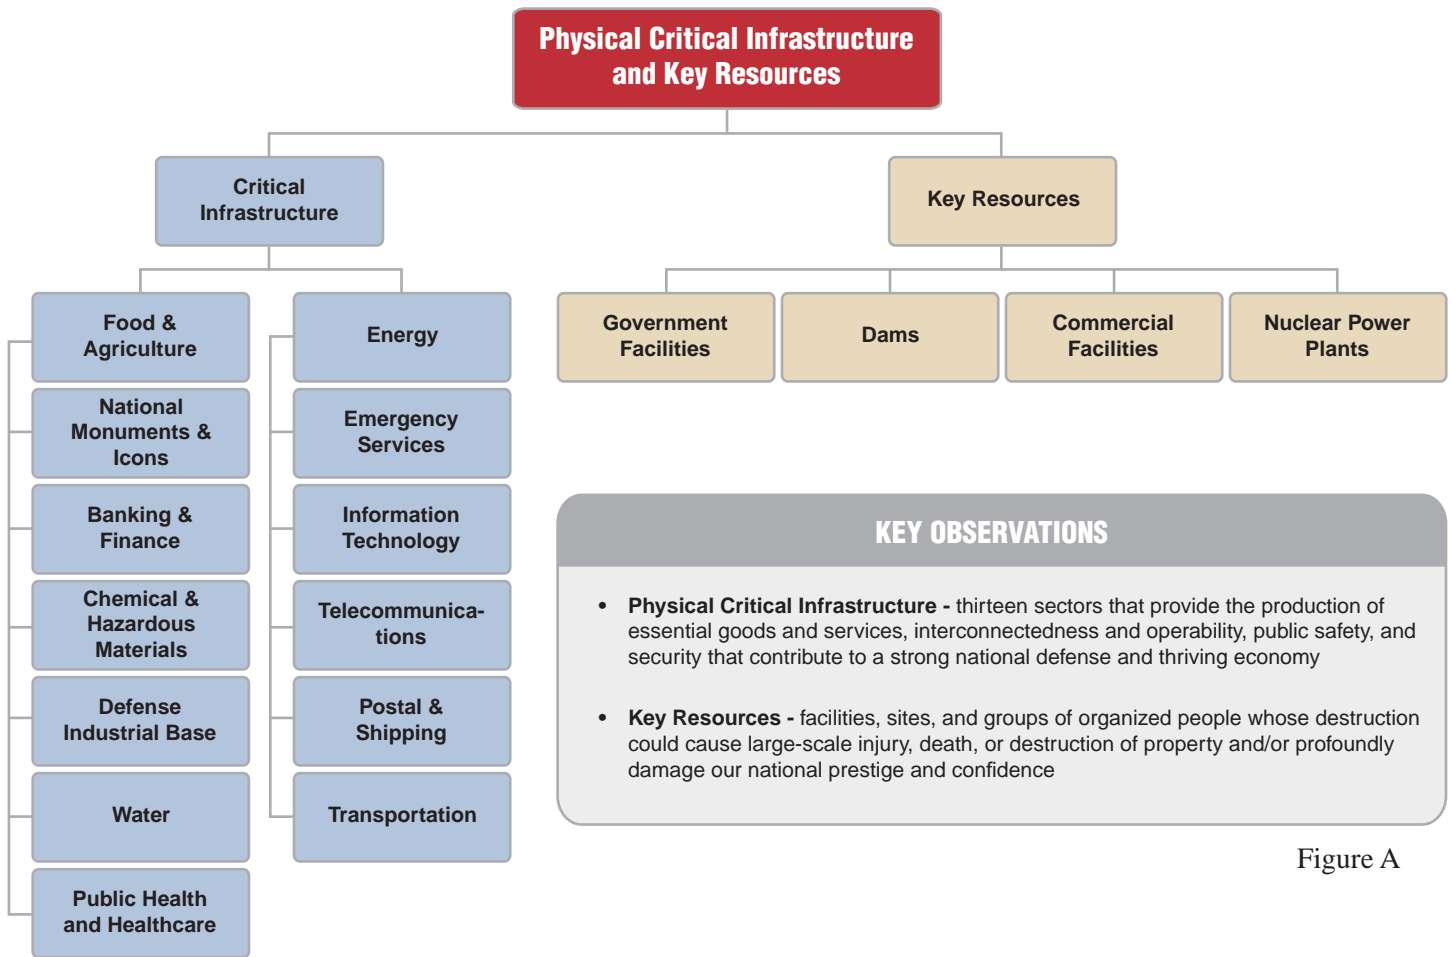 Physical Critical Infrastructure
and Key Resources
Critical
Infrastructure
Key Resources
Food &
Agriculture
National
Monuments &
Icons
Banking &
Finance
Chemical &
Hazardous
Materials
Defense
Industrial Base
Water
Public Health
and Healthcare
Energy
Emergency
Services
Information
Technology
Telecommunica-
tions
Postal &
Shipping
Transportation
Government
Facilities
Dams
Commercial
Facilities
Nuclear Power
Plants
KEY OBSERVATIONS
• Physical Critical Infrastructure - thirteen sectors that provide the production of
essential goods and services, interconnectedness and operability, public safety, and
security that contribute to a strong national defense and thriving economy
• Key Resources - facilities, sites, and groups of organized people whose destruction
could cause large-scale injury, death, or destruction of property and/or profoundly
damage our national prestige and confidence
Figure A